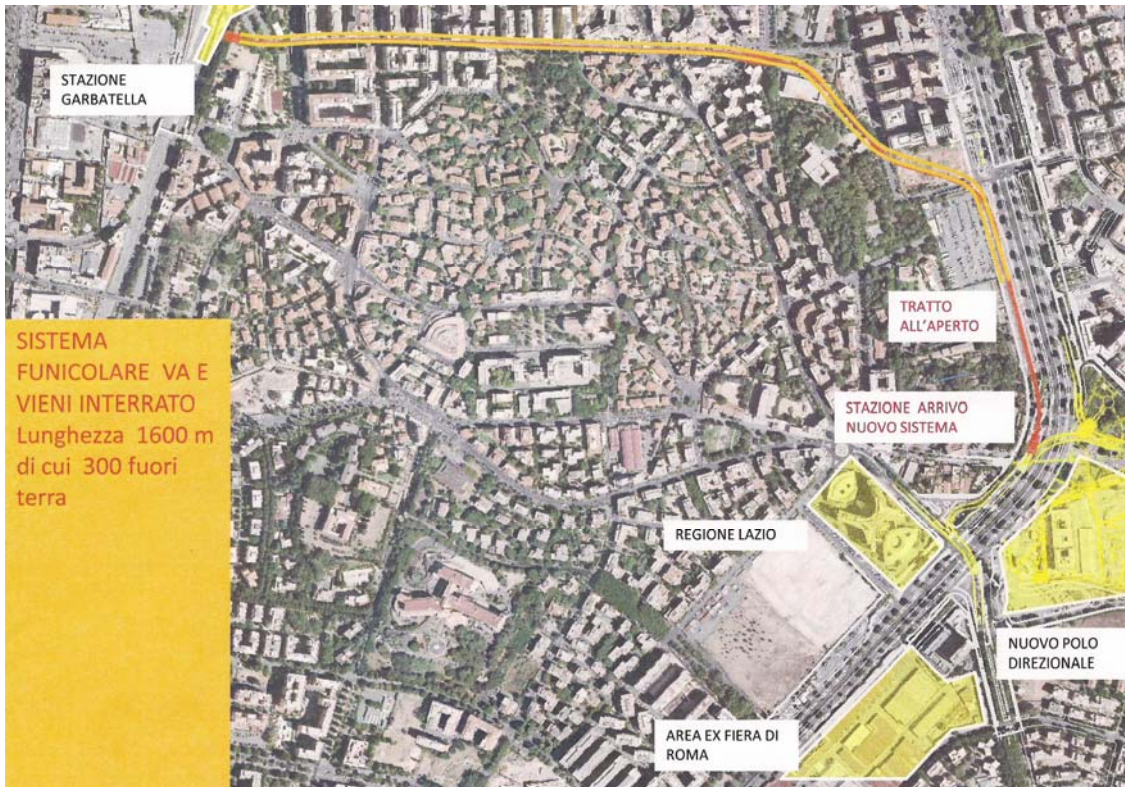 STAZIONE
GARBATELLA
SISTEMA
FUNICOLARE VA E
VIENI INTERRATO
Lunghezza 1600 m
di cui 300 fuori
terra
TRATTO
ALL'APERTO
STAZIONE ARRIVO
NUOVO SISTEMA
REGIONE LAZIO
NUOVO POLO
DIREZIONALE
AREA EX FIERA DI
ROMA